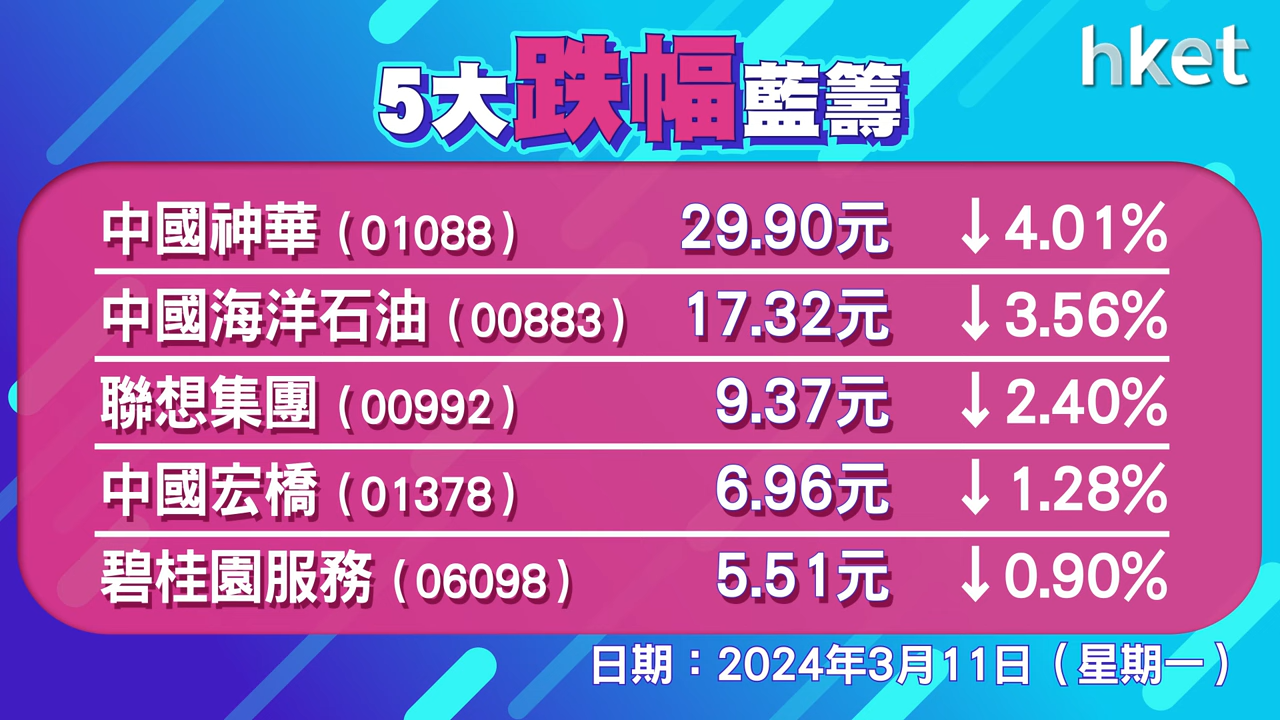 hket
5大跌幅藍籌
中國神華（01088） 29.90元 ↓4.01%
中國海洋石油（00883） 17.32元 ↓3.56%
聯想集團（00992） 9.37元 ↓2.40%
中國宏橋（01378） 6.96元 ↓1.28%
碧桂園服務（06098） 5.51元 ↓0.90%
日期：2024年3月11日（星期一）